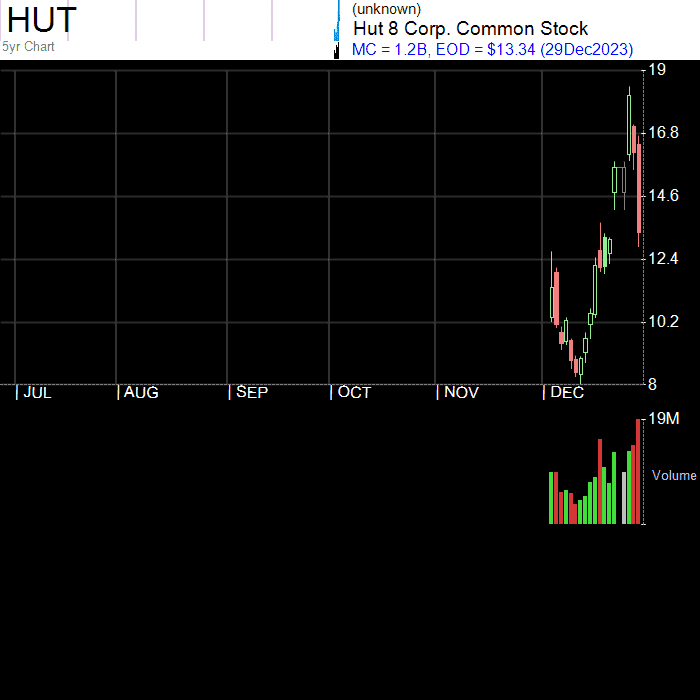 HUT
5yr Chart
(unknown)
Hut 8 Corp. Common Stock
MC = 1.2B, EOD = $13.34 (29Dec2023)
19
16.8
14.6
12.4
10.2
8
| JUL | AUG | SEP | OCT | NOV | DEC
19M
Volume